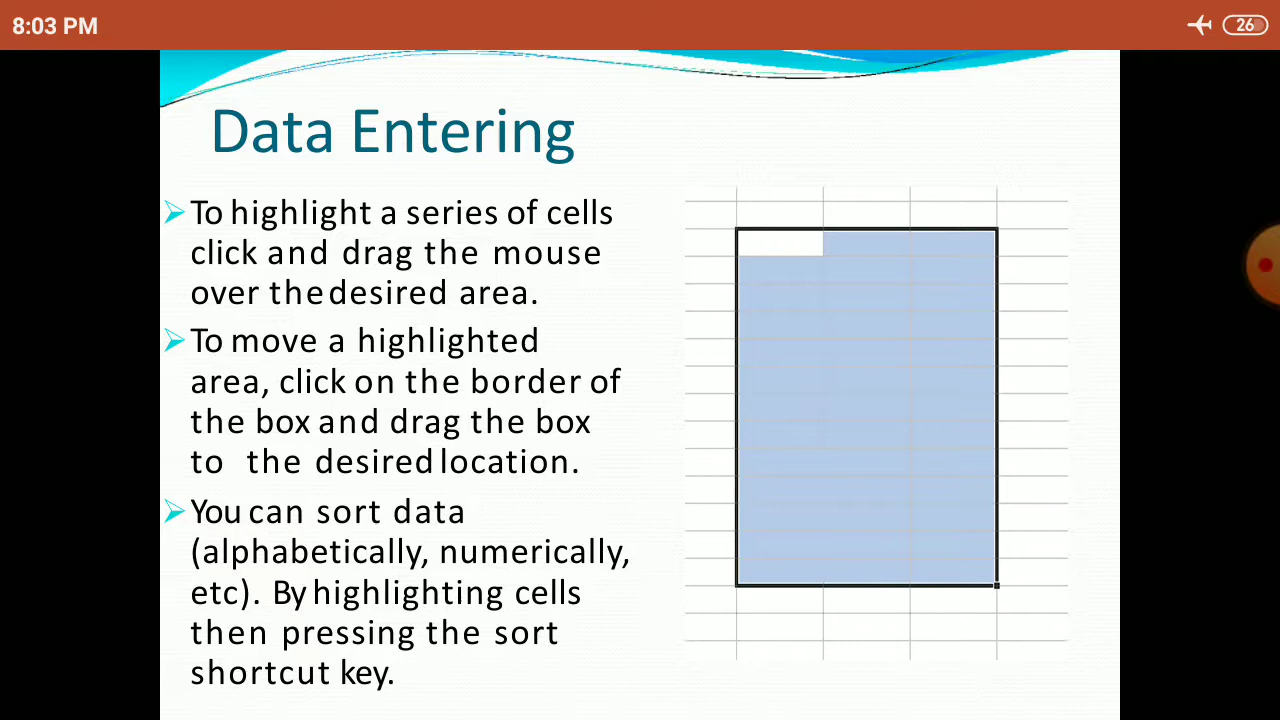 8:03 PM
26
Data Entering
To highlight a series of cells
click and drag the mouse
over the desired area.
To move a highlighted
area, click on the border of
the box and drag the box
to the desired location.
You can sort data
(alphabetically, numerically,
etc). By highlighting cells
then pressing the sort
shortcut key.